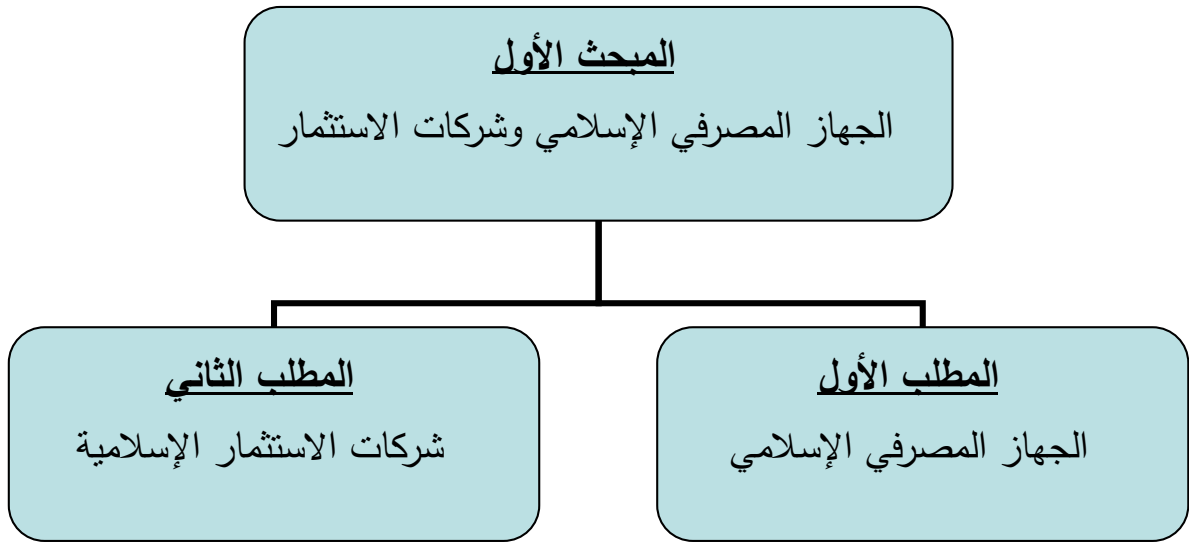 المبحث الأول
الجهاز المصرفي الإسلامي وشركات الاستثمار
المطلب الأول
الجهاز المصرفي الإسلامي
المطلب الثاني
شركات الاستثمار الإسلامية